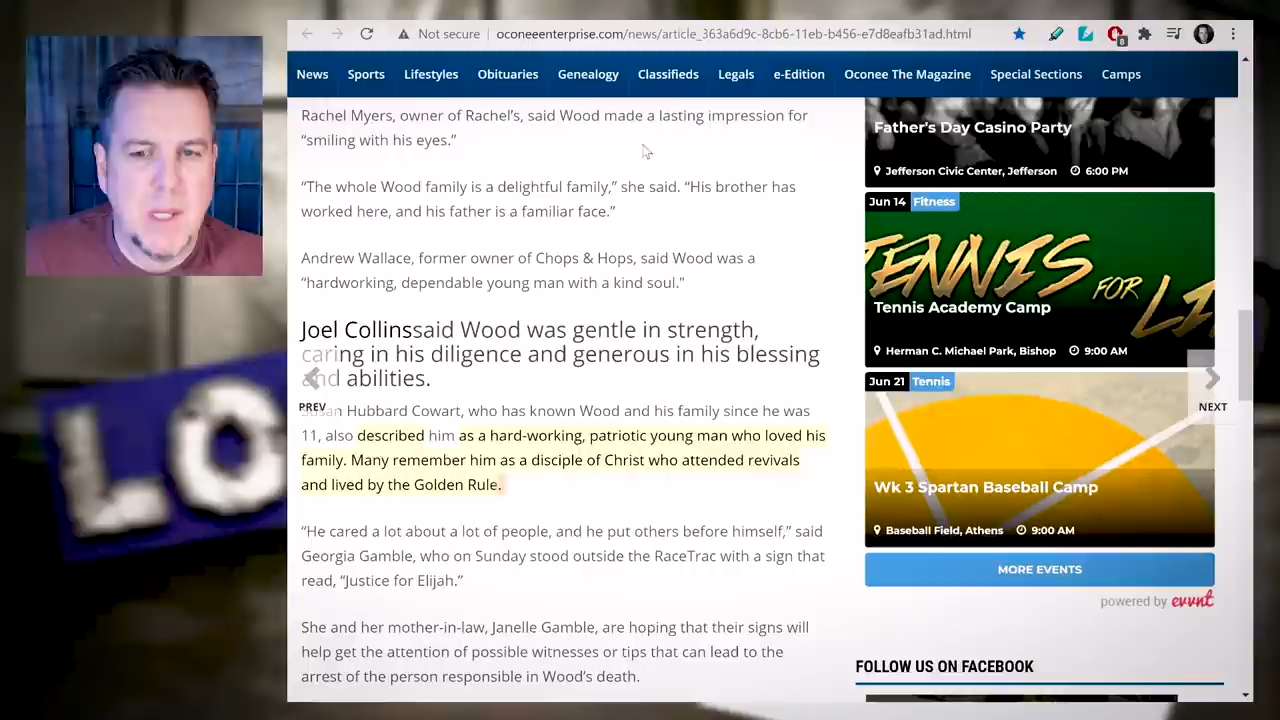 Not secure
oconeeenterprise.com/news/article_363a6d9c-8cb6-11eb-b456-e7d8eafb31ad.html
8
News Sports Lifestyles Obituaries Genealogy Classifieds Legals e-Edition Oconee The Magazine Special Sections Camps
Rachel Myers, owner of Rachel's, said Wood made a lasting impression for
“smiling with his eyes.”
“The whole Wood family is a delightful family,” she said. “His brother has
worked here, and his father is a familiar face.”
Andrew Wallace, former owner of Chops & Hops, said Wood was a
“hardworking, dependable young man with a kind soul.”
Joel Collinssaid Wood was gentle in strength,
caring in his diligence and generous in his blessing
and abilities.
PREV
Susan Hubbard Cowart, who has known Wood and his family since he was
11, also described him as a hard-working, patriotic young man who loved his
family. Many remember him as a disciple of Christ who attended revivals
and lived by the Golden Rule.
“He cared a lot about a lot of people, and he put others before himself,” said
Georgia Gamble, who on Sunday stood outside the RaceTrac with a sign that
read, “Justice for Elijah.”
She and her mother-in-law, Janelle Gamble, are hoping that their signs will
help get the attention of possible witnesses or tips that can lead to the
arrest of the person responsible in Wood's death.
Father's Day Casino Party
Jefferson Civic Center, Jefferson 6:00 PM
Jun 14 Fitness
TENNIS
FOR LI
Tennis Academy Camp
Herman C. Michael Park, Bishop 9:00 AM
Jun 21 Tennis
NEXT
Wk 3 Spartan Baseball Camp
Baseball Field, Athens 9:00 AM
MORE EVENTS
powered by evvnt
FOLLOW US ON FACEBOOK
LO